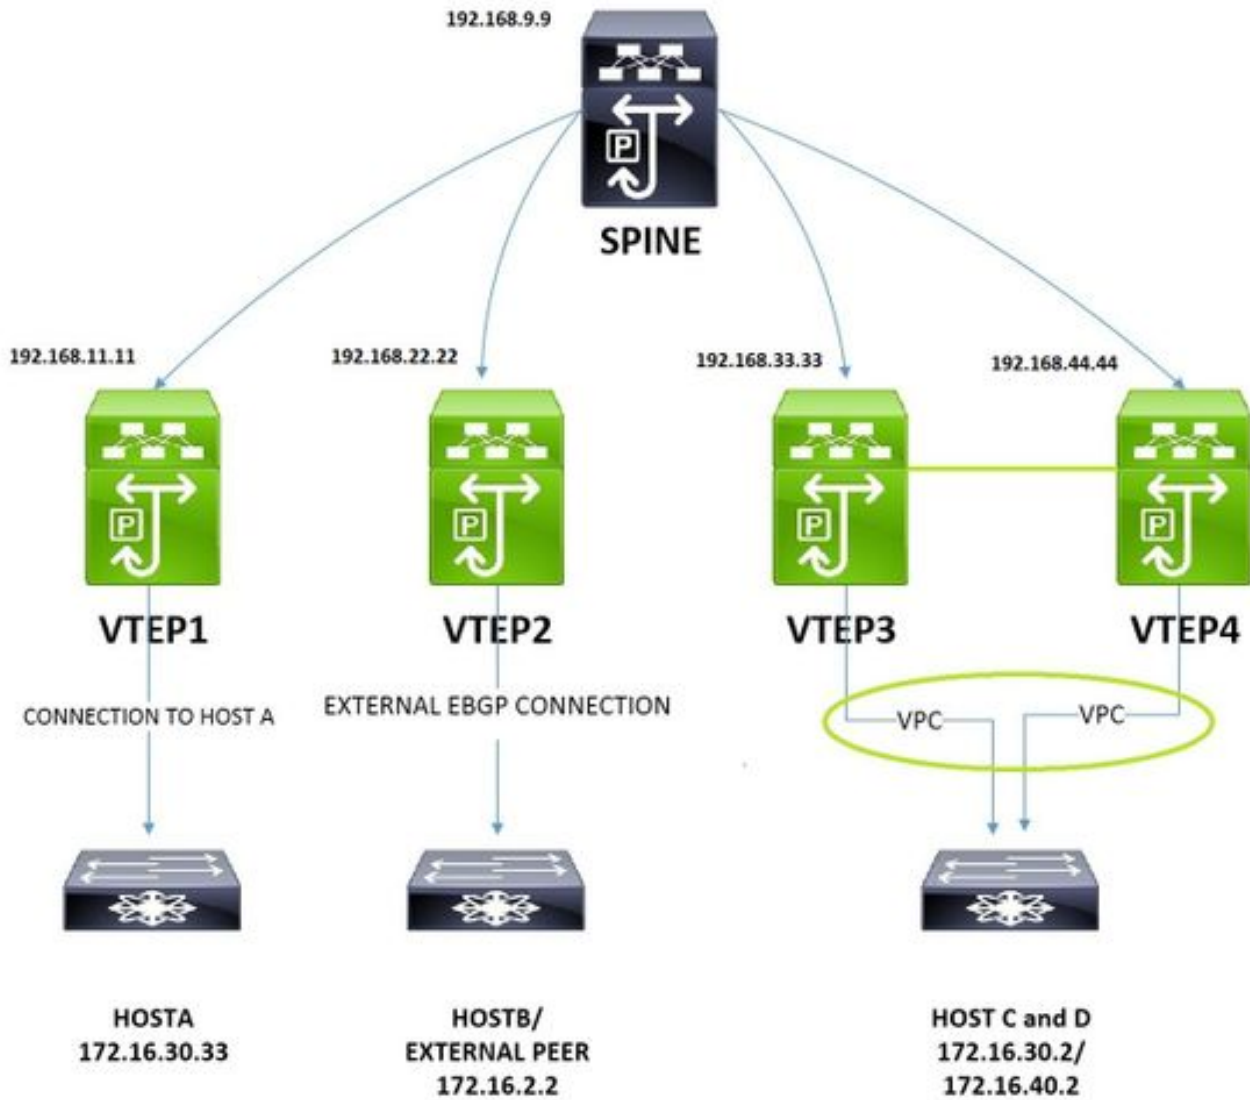 192.168.9.9
P
SPINE
192.168.11.11
192.168.22.22
192.168.33.33
192.168.44.44
P
P
P
P
VTEP1
VTEP2
VTEP3
VTEP4
CONNECTION TO HOST A
EXTERNAL EBGP CONNECTION
VPC
VPC
HOSTA
172.16.30.33
HOSTB/
EXTERNAL PEER
172.16.2.2
HOST C and D
172.16.30.2/
172.16.40.2